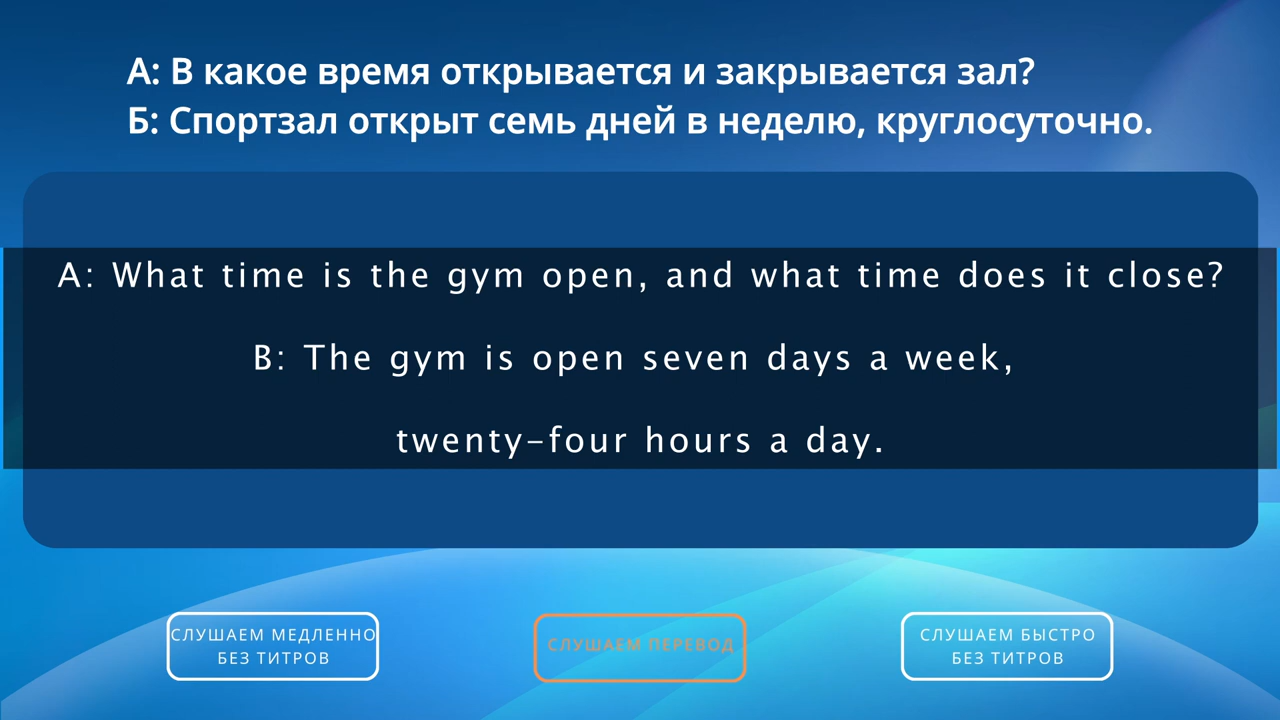 А: В какое время открывается и закрывается зал?
Б: Спортзал открыт семь дней в неделю, круглосуточно.
A: What time is the gym open, and what time does it close?
B: The gym is open seven days a week,
twenty-four hours a day.
СЛУШАЕМ МЕДЛЕННО
БЕЗ ТИТРОВ
СЛУШАЕМ ПЕРЕВОД
СЛУШАЕМ БЫСТРО
БЕЗ ТИТРОВ